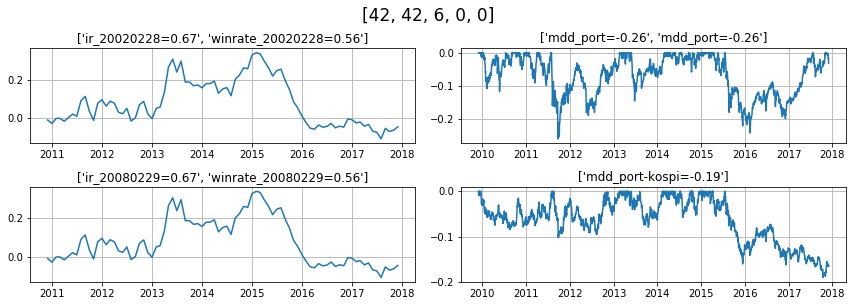 [42, 42, 6, 0, 0]
['ir_20020228=0.67', 'winrate_20020228=0.56']
0.2
0.0
2011 2012 2013 2014 2015 2016 2017 2018
['mdd_port=-0.26', 'mdd_port=-0.26']
0.0
−0.1
−0.2
2010 2011 2012 2013 2014 2015 2016 2017 2018
['ir_20080229=0.67', 'winrate_20080229=0.56']
0.2
0.0
2011 2012 2013 2014 2015 2016 2017 2018
['mdd_port-kospi=-0.19']
0.0
−0.1
−0.2
2010 2011 2012 2013 2014 2015 2016 2017 2018